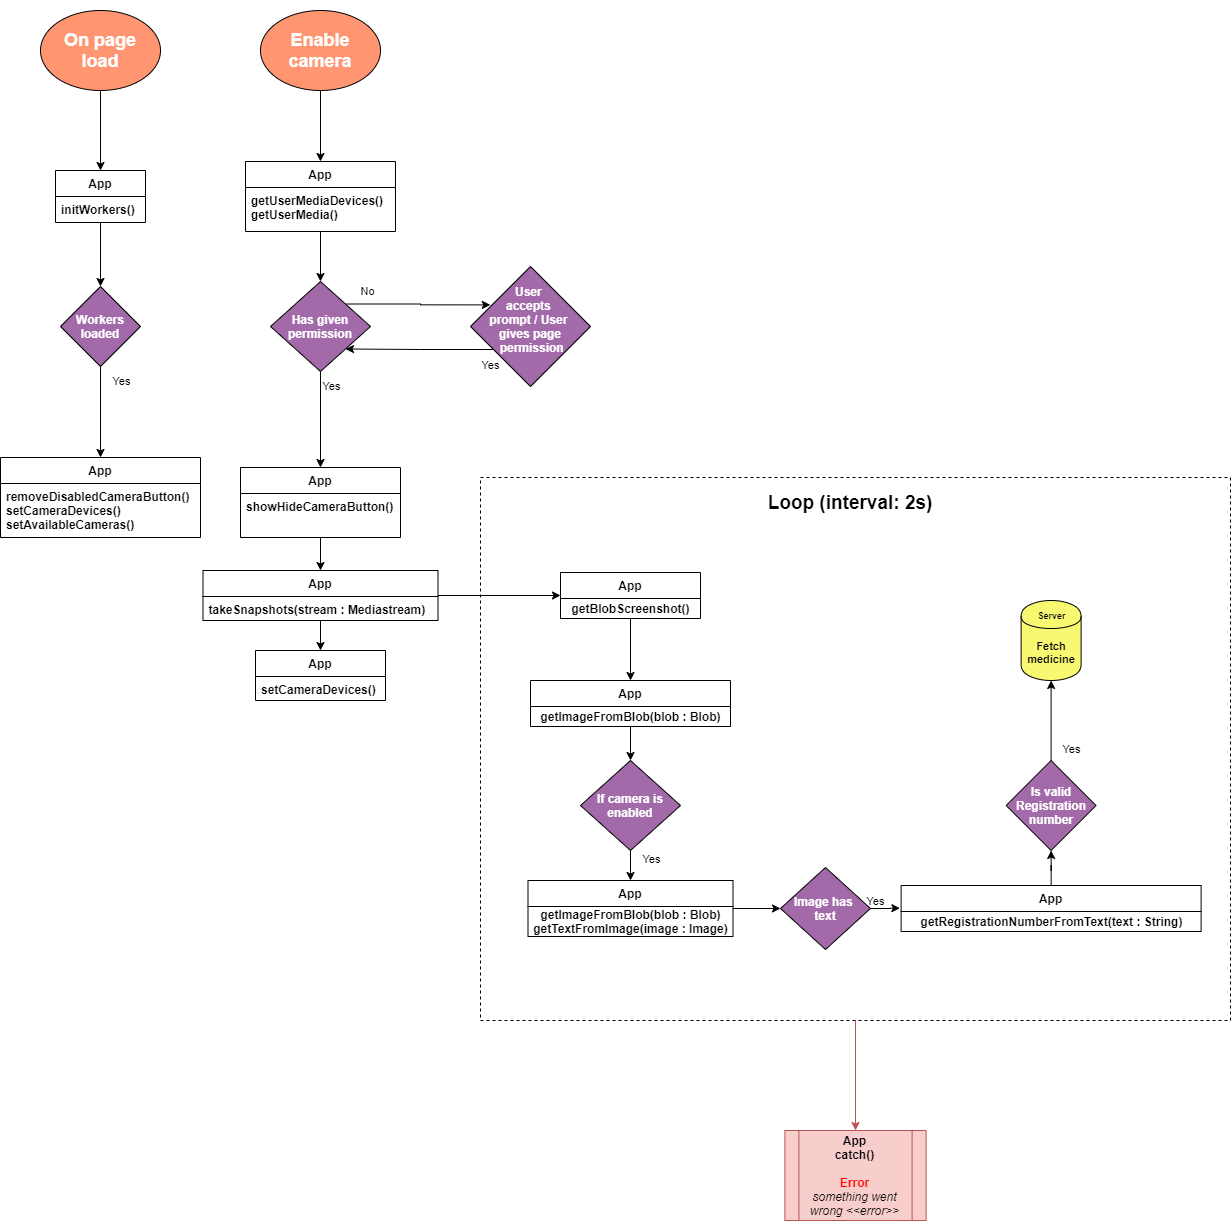 On page
load
Enable
camera
App
initWorkers()
App
getUserMediaDevices()
getUserMedia()
Workers
loaded
Has given
permission
No
User
accepts
prompt / User
gives page
permission
Yes
Yes
Yes
App
removeDisabledCameraButton()
setCameraDevices()
setAvailableCameras()
App
showHideCameraButton()
App
takeSnapshots(stream : Mediastream)
App
setCameraDevices()
Loop (interval: 2s)
App
getBlobScreenshot()
App
getImageFromBlob(blob : Blob)
If camera is
enabled
Yes
App
getImageFromBlob(blob : Blob)
getTextFromImage(image : Image)
Image has
text
Yes
App
getRegistrationNumberFromText(text : String)
Is valid
Registration
number
Yes
Server
Fetch
medicine
App
catch()
Error
something went
wrong <<error>>